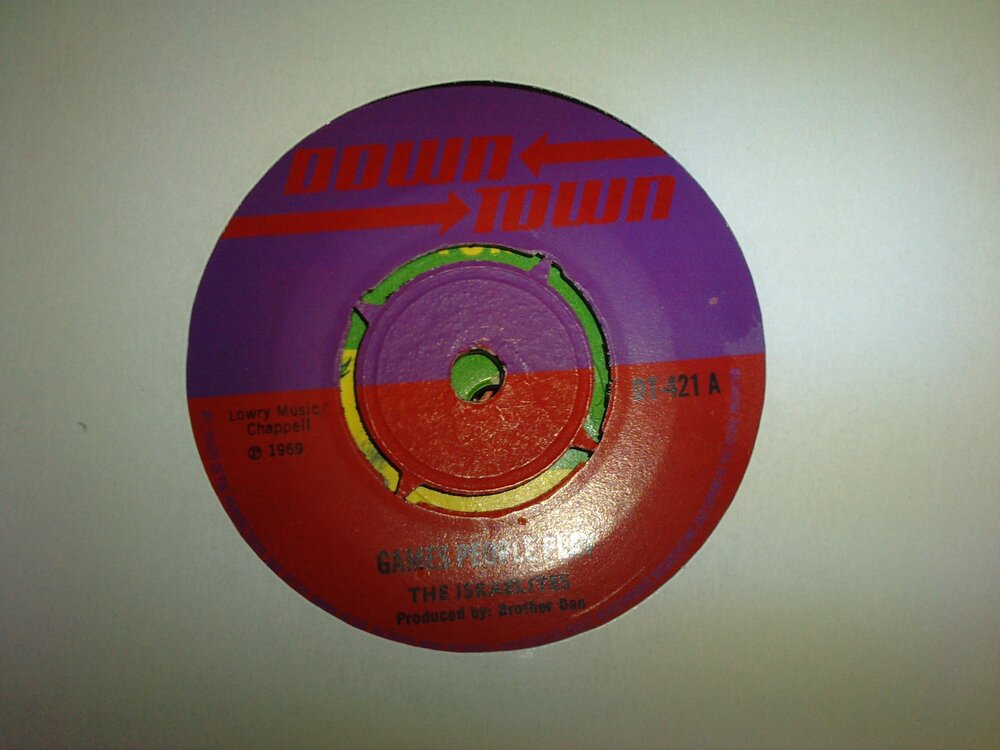 DOWN
TOWN
DT-421 A
Lowry Music/
Chappell
℗ 1969
GAMES PEOPLE PLAY
THE ISRAELITES
Produced by: Brother Dan